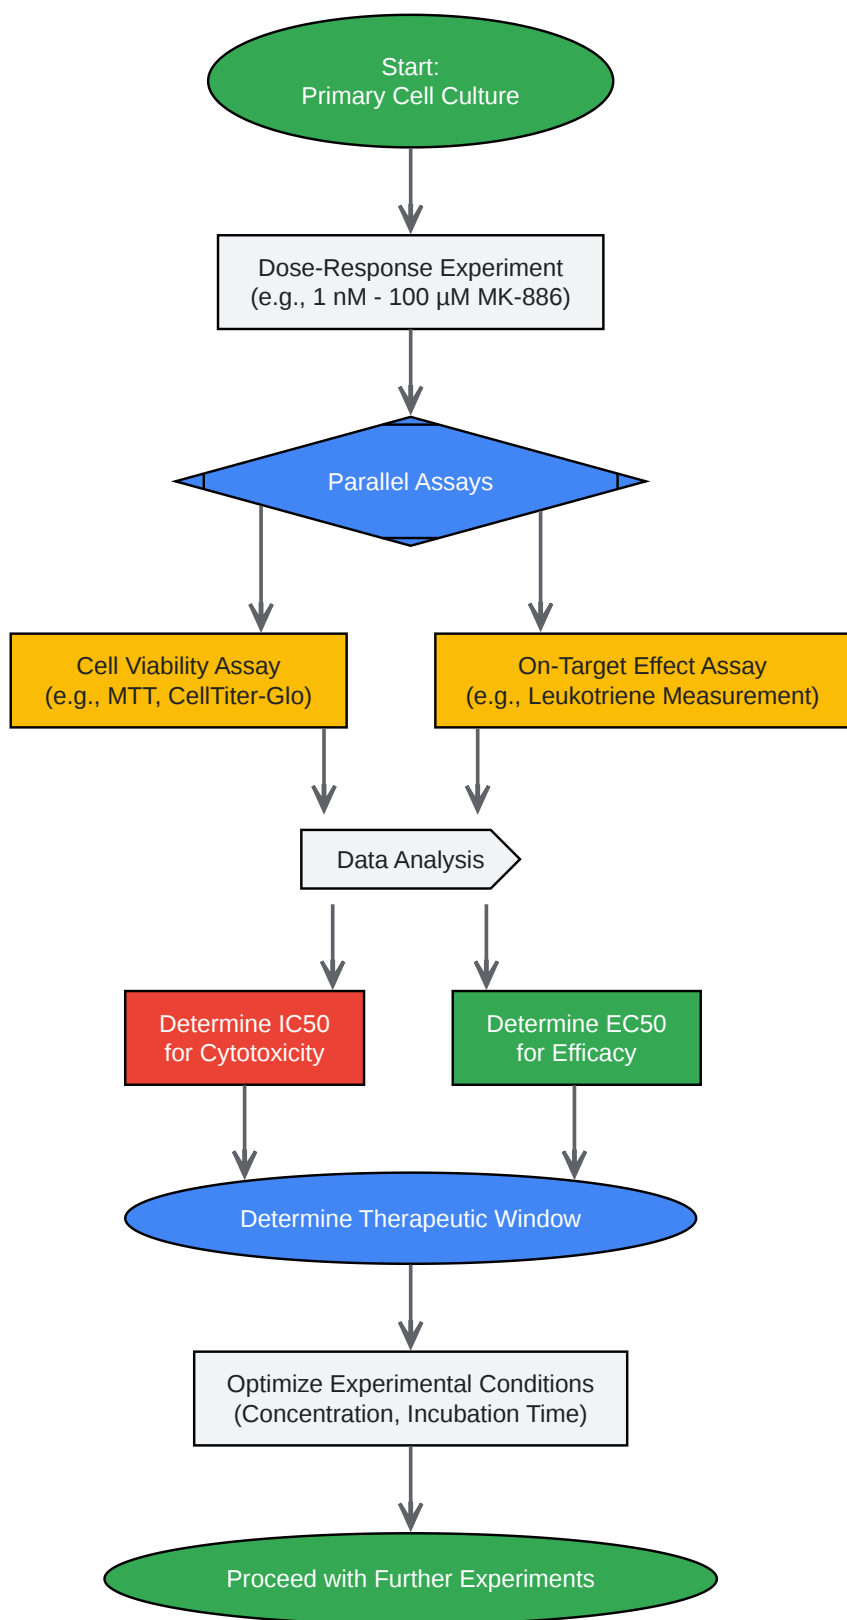 Start:
Primary Cell Culture
Dose-Response Experiment
(e.g., 1 nM - 100 µM MK-886)
Parallel Assays
Cell Viability Assay
(e.g., MTT, CellTiter-Glo)
On-Target Effect Assay
(e.g., Leukotriene Measurement)
Data Analysis
Determine IC50
for Cytotoxicity
Determine EC50
for Efficacy
Determine Therapeutic Window
Optimize Experimental Conditions
(Concentration, Incubation Time)
Proceed with Further Experiments